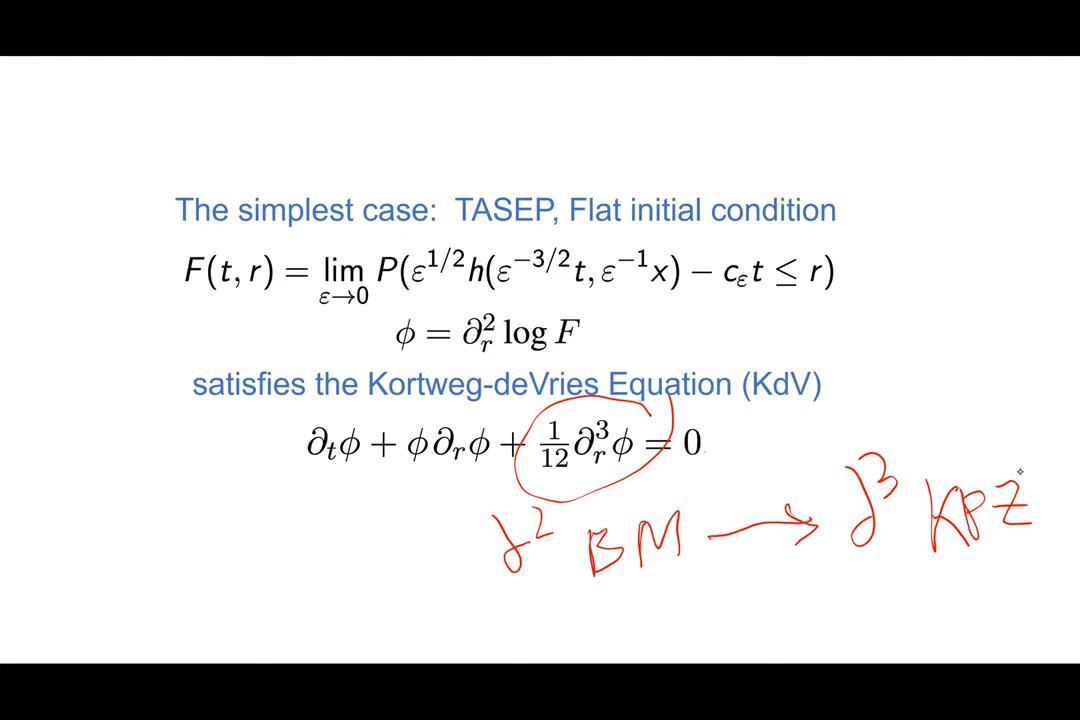 The simplest case: TASEP, Flat initial condition
F(t, r) = lim_{ε→0} P(ε^{1/2}h(ε^{−3/2}t, ε^{−1}x) − c_ε t ≤ r)
ϕ = ∂_r^2 log F
satisfies the Kortweg-deVries Equation (KdV)
∂_tϕ + ϕ∂_rϕ + 1/12 ∂_r^3ϕ = 0
∂^2 BM → ∂^3 KPZ